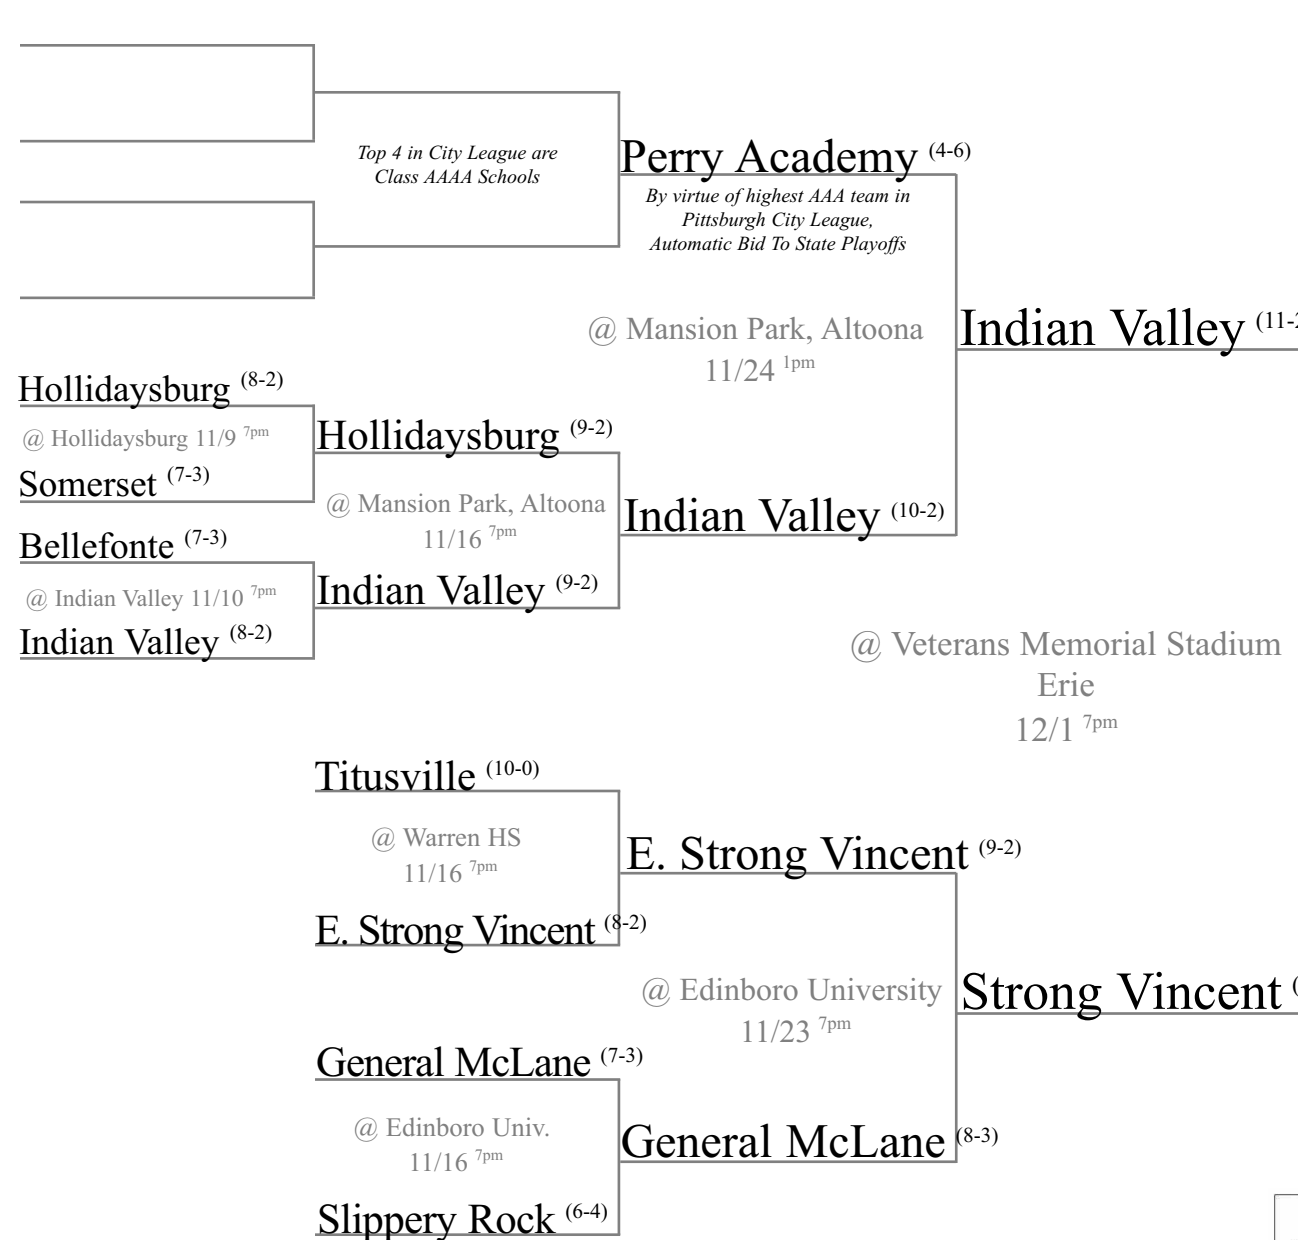 Top 4 in City League are
Class AAAA Schools
Perry Academy (4-6)
By virtue of highest AAA team in
Pittsburgh City League,
Automatic Bid To State Playoffs
@ Mansion Park, Altoona
11/24 1pm
Indian Valley (11-2
Hollidaysburg (8-2)
@ Hollidaysburg 11/9 7pm
Somerset (7-3)
Hollidaysburg (9-2)
@ Mansion Park, Altoona
11/16 7pm
Indian Valley (10-2)
Bellefonte (7-3)
@ Indian Valley 11/10 7pm
Indian Valley (8-2)
Indian Valley (9-2)
@ Veterans Memorial Stadium
Erie
12/1 7pm
Titusville (10-0)
@ Warren HS
11/16 7pm
E. Strong Vincent (8-2)
E. Strong Vincent (9-2)
@ Edinboro University
11/23 7pm
Strong Vincent (
General McLane (7-3)
@ Edinboro Univ.
11/16 7pm
Slippery Rock (6-4)
General McLane (8-3)